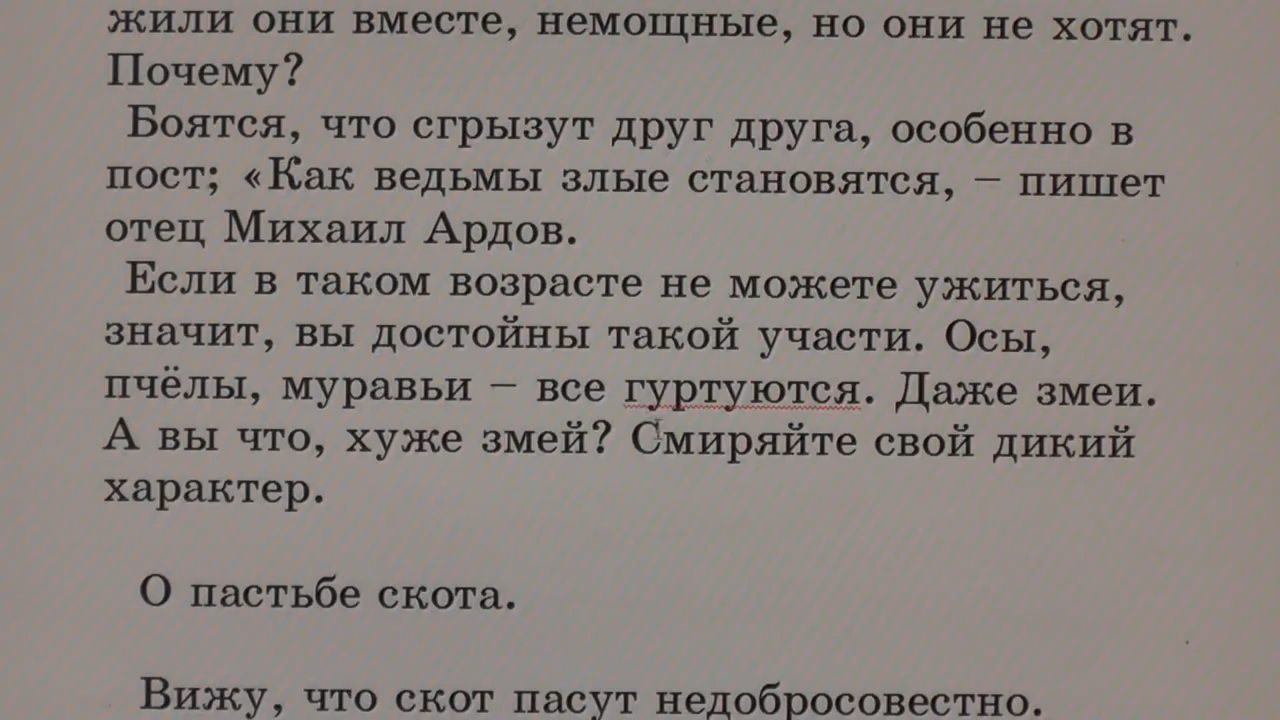 жили они вместе, немощные, но они не хотят.
Почему?
Боятся, что сгрызут друг друга, особенно в
пост; «Как ведьмы злые становятся, – пишет
отец Михаил Ардов.
Если в таком возрасте не можете ужиться,
значит, вы достойны такой участи. Осы,
пчёлы, муравьи – все гуртуются. Даже змеи.
А вы что, хуже змей? Смиряйте свой дикий
характер.
О пастьбе скота.
Вижу, что скот пасут недобросовестно.